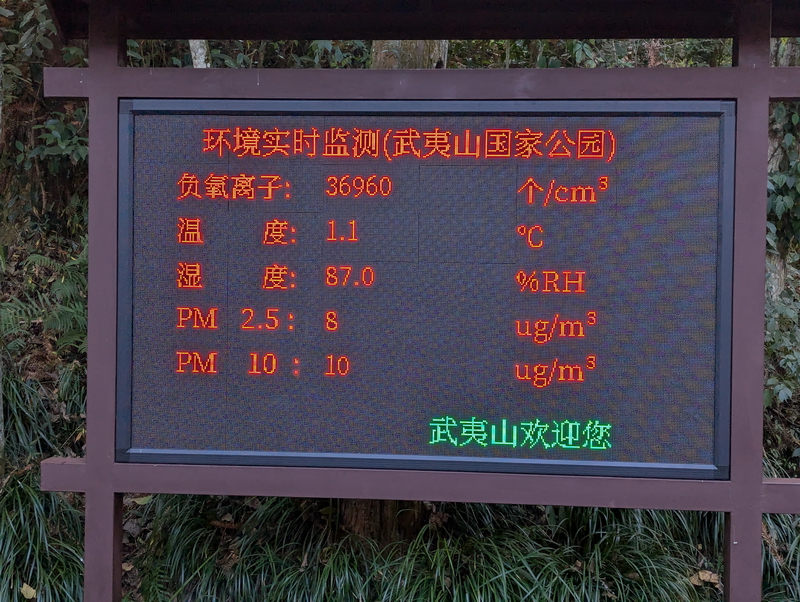 环境实时监测(武夷山国家公园)
负氧离子: 36960 个/cm³
温 度: 1.1 ℃
湿 度: 87.0 %RH
PM 2.5: 8 ug/m³
PM 10: 10 ug/m³
武夷山欢迎您